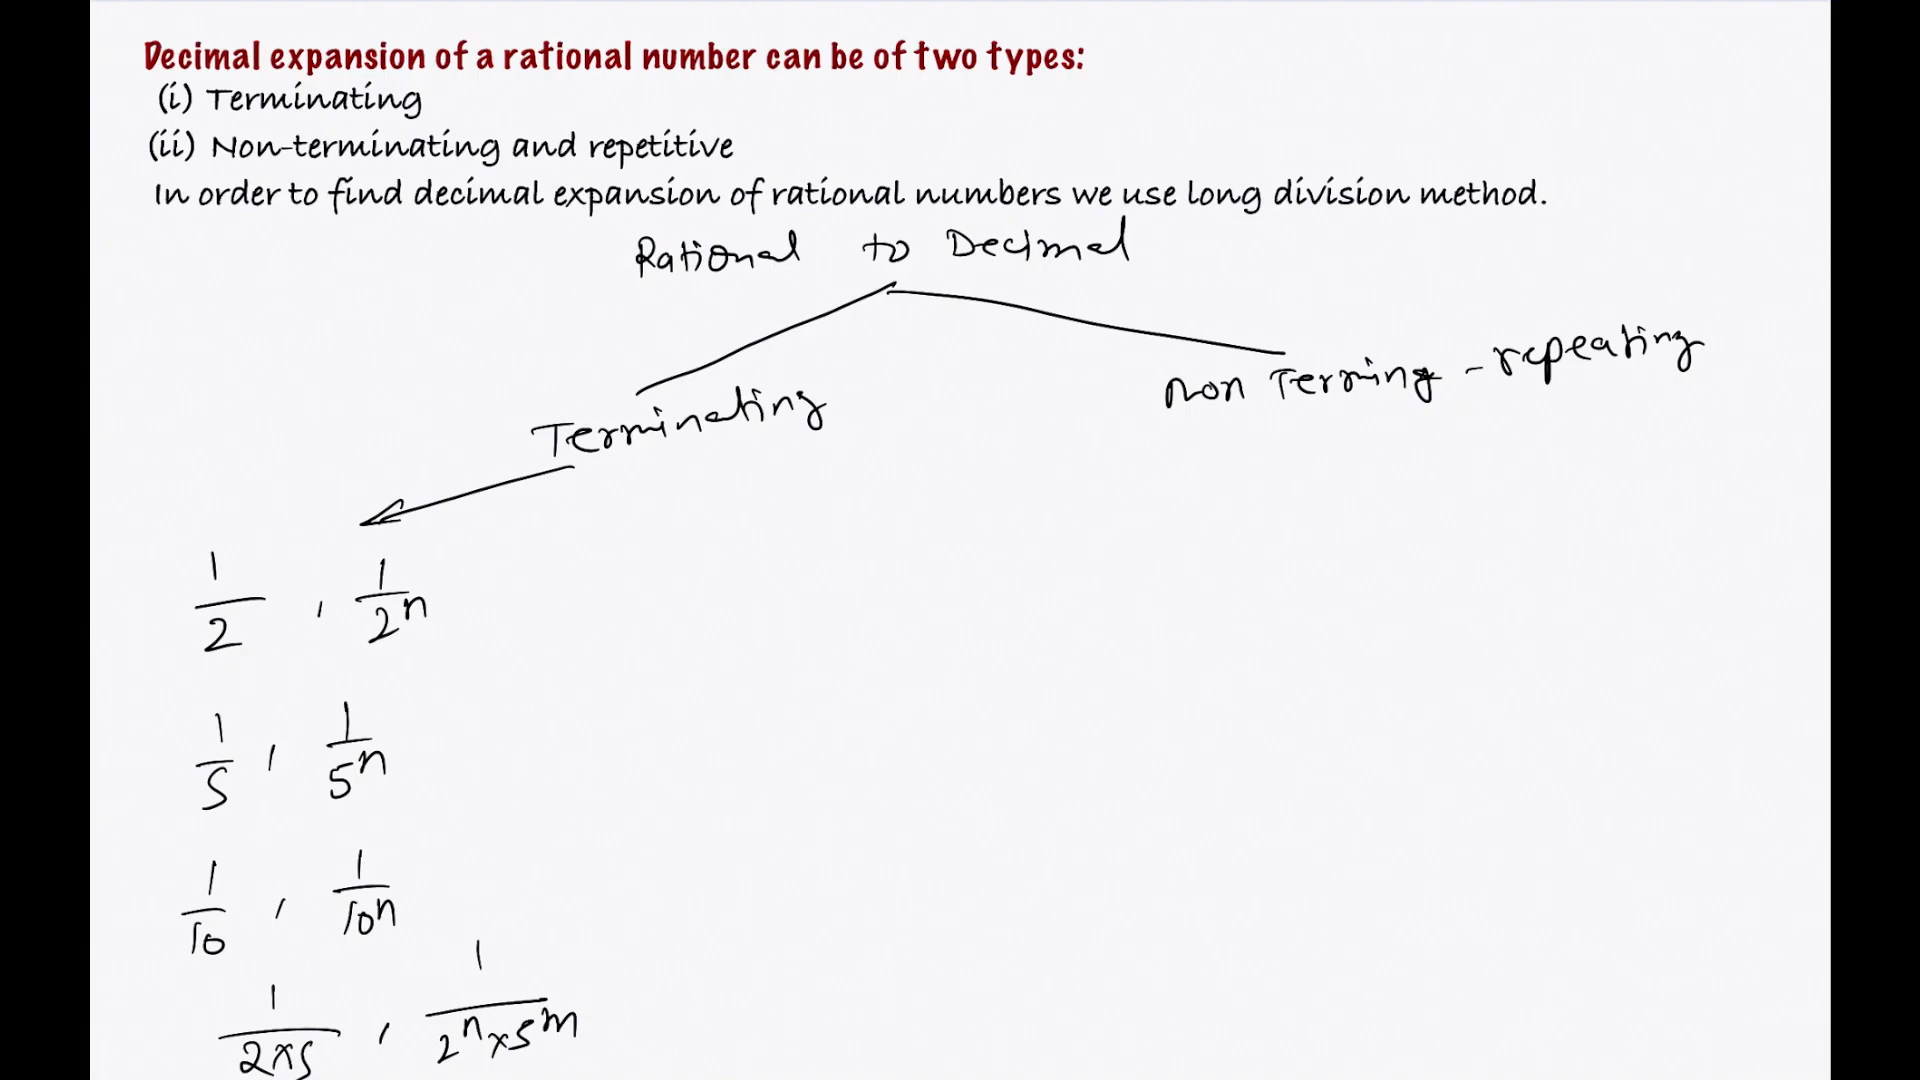 Decimal expansion of a rational number can be of two types:
(i) Terminating
(ii) Non-terminating and repetitive
In order to find decimal expansion of rational numbers we use long division method.
Rational to Decimal
Terminating
Non Terming - repeating
1/2 , 1/2^n
1/5 , 1/5^n
1/10 , 1/10^n
1/2×5 , 1/2^n×5^m